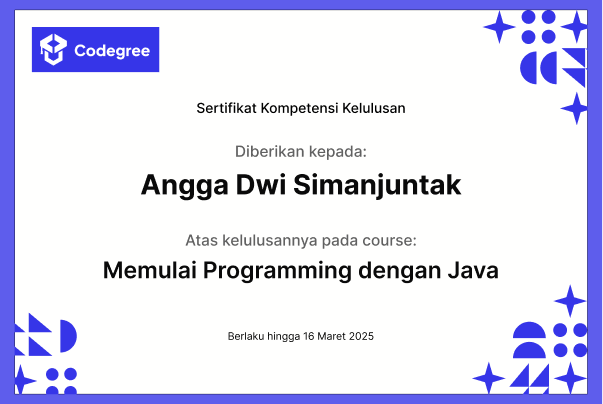 Codegree
Sertifikat Kompetensi Kelulusan
Diberikan kepada:
Angga Dwi Simanjuntak
Atas kelulusannya pada course:
Memulai Programming dengan Java
Berlaku hingga 16 Maret 2025